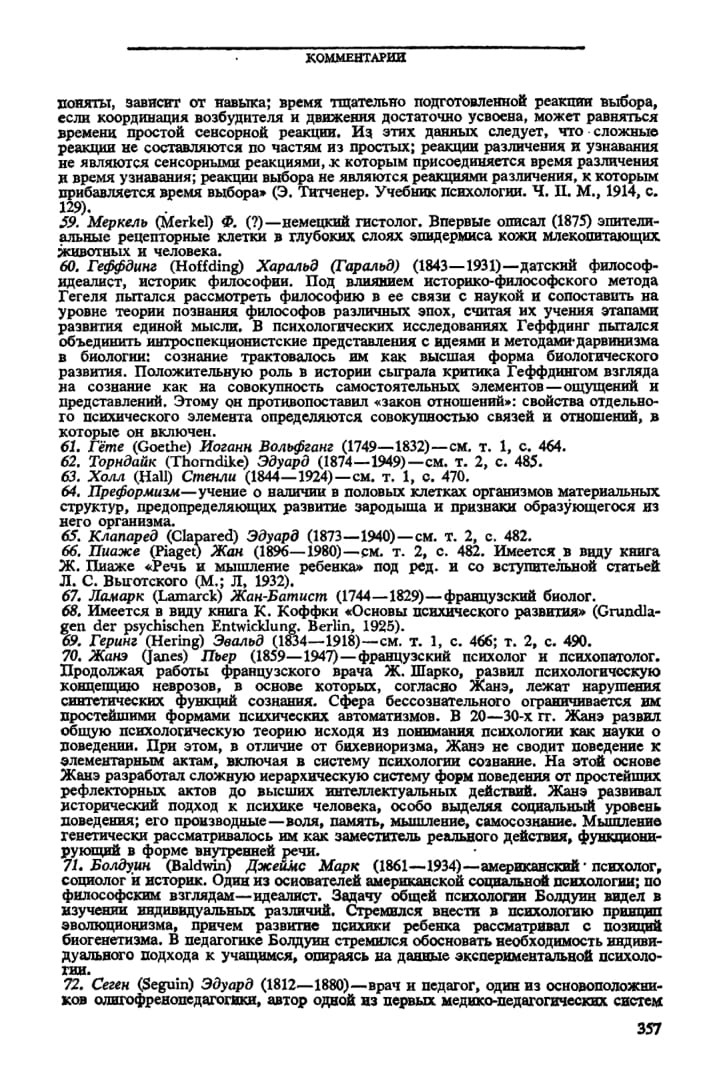 КОММЕНТАРИИ
поняты, зависит от навыка; время тщательно подготовленной реакции выбора,
если координация возбудителя и движения достаточно усвоена, может равняться
времени простой сенсорной реакции. Из этих данных следует, что сложные
реакции не составляются по частям из простых; реакции различения и узнавания
не являются сенсорными реакциями, к которым присоединяется время различения
и время узнавания; реакции выбора не являются реакциями различения, к которым
прибавляется время выбора» (Э. Титченер. Учебник психологии. Ч. II. М., 1914, с.
129).
59. Меркель (Merkel) Ф. (?)—немецкий гистолог. Впервые описал (1875) эпители-
альные рецепторные клетки в глубоких слоях эпидермиса кожи млекопитающих
животных и человека.
60. Геффдинг (Hoffding) Харальд (Гаральд) (1843—1931)—датский философ-
идеалист, историк философии. Под влиянием историко-философского метода
Гегеля пытался рассмотреть философию в ее связи с наукой и сопоставить на
уровне теории познания философов различных эпох, считая их учения этапами
развития единой мысли. В психологических исследованиях Геффдинг пытался
объединить интроспекционистские представления с идеями и методами дарвинизма
в биологии: сознание трактовалось им как высшая форма биологического
развития. Положительную роль в истории сыграла критика Геффдингом взгляда
на сознание как на совокупность самостоятельных элементов—ощущений и
представлений. Этому он противопоставил «закон отношений»: свойства отдельно-
го психического элемента определяются совокупностью связей и отношений, в
которые он включен.
61. Гёте (Goethe) Иоганн Вольфганг (1749—1832)—см. т. 1, с. 464.
62. Торндайк (Thorndike) Эдуард (1874—1949)—см. т. 2, с. 485.
63. Холл (Hall) Стенли (1844—1924)—см. т. 1, с. 470.
64. Преформизм—учение о наличии в половых клетках организмов материальных
структур, предопределяющих развитие зародыша и признаки образующегося из
него организма.
65. Клапаред (Clapared) Эдуард (1873—1940)—см. т. 2, с. 482.
66. Пиаже (Piaget) Жан (1896—1980)—см. т. 2, с. 482. Имеется в виду книга
Ж. Пиаже «Речь и мышление ребенка» под ред. и со вступительной статьей
Л. С. Выготского (М.; Л, 1932).
67. Ламарк (Lamarck) Жан-Батист (1744—1829)—французский биолог.
68. Имеется в виду книга К. Коффки «Основы психического развития» (Grundla-
gen der psychischen Entwicklung. Berlin, 1925).
69. Геринг (Hering) Эвальд (1834—1918)—см. т. 1, с. 466; т. 2, с. 490.
70. Жанэ (Janes) Пьер (1859—1947)—французский психолог и психопатолог.
Продолжая работы французского врача Ж. Шарко, развил психологическую
концепцию неврозов, в основе которых, согласно Жанэ, лежат нарушения
синтетических функций сознания. Сфера бессознательного ограничивается им
простейшими формами психических автоматизмов. В 20—30-х гг. Жанэ развил
общую психологическую теорию исходя из понимания психологии как науки о
поведении. При этом, в отличие от бихевиоризма, Жанэ не сводит поведение к
элементарным актам, включая в систему психологии сознание. На этой основе
Жанэ разработал сложную иерархическую систему форм поведения от простейших
рефлекторных актов до высших интеллектуальных действий. Жанэ развивал
исторический подход к психике человека, особо выделяя социальный уровень
поведения; его производные—воля, память, мышление, самосознание. Мышление
генетически рассматривалось им как заместитель реального действия, функциони-
рующий в форме внутренней речи.
71. Болдуин (Baldwin) Джеймс Марк (1861—1934)—американский психолог,
социолог и историк. Один из основателей американской социальной психологии; по
философским взглядам—идеалист. Задачу общей психологии Болдуин видел в
изучении индивидуальных различий. Стремился внести в психологию принцип
эволюционизма, причем развитие психики ребенка рассматривал с позиций
биогенетизма. В педагогике Болдуин стремился обосновать необходимость индиви-
дуального подхода к учащимся, опираясь на данные экспериментальной психоло-
гии.
72. Сеген (Seguin) Эдуард (1812—1880)—врач и педагог, один из основоположни-
ков олигофренопедагогики, автор одной из первых медико-педагогических систем
357